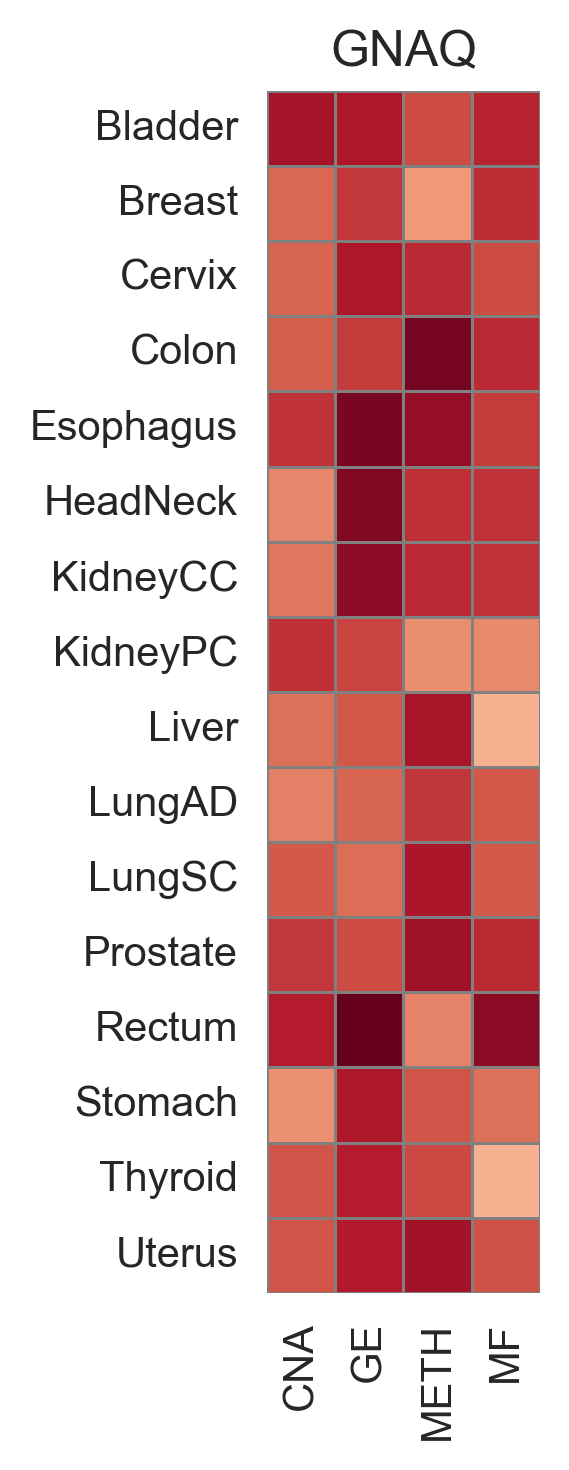 GNAQ
Bladder
Breast
Cervix
Colon
Esophagus
HeadNeck
KidneyCC
KidneyPC
Liver
LungAD
LungSC
Prostate
Rectum
Stomach
Thyroid
Uterus
CNA
GE
METH
MF